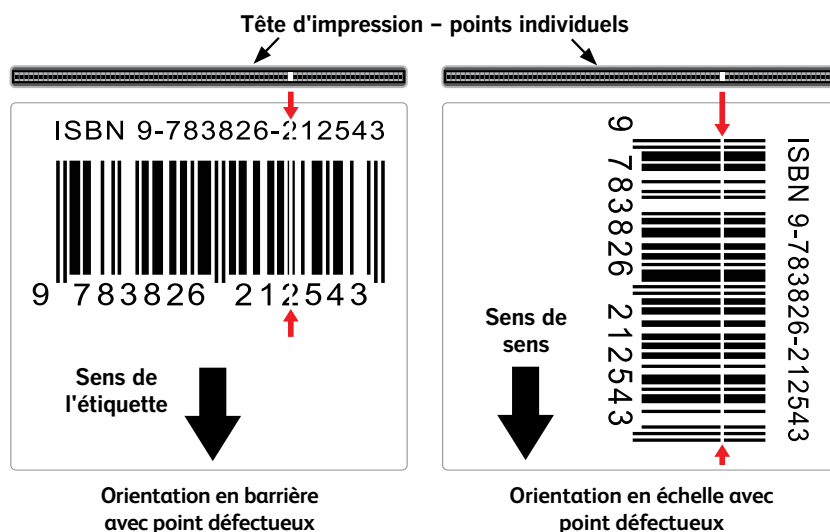 Tête d'impression – points individuels
ISBN 9-783826-212543
9 783826 212543
Sens de
l'étiquette
Orientation en barrière
avec point défectueux
ISBN 9-783826-212543
9 783826 212543
Sens de
sens
Orientation en échelle avec
point défectueux